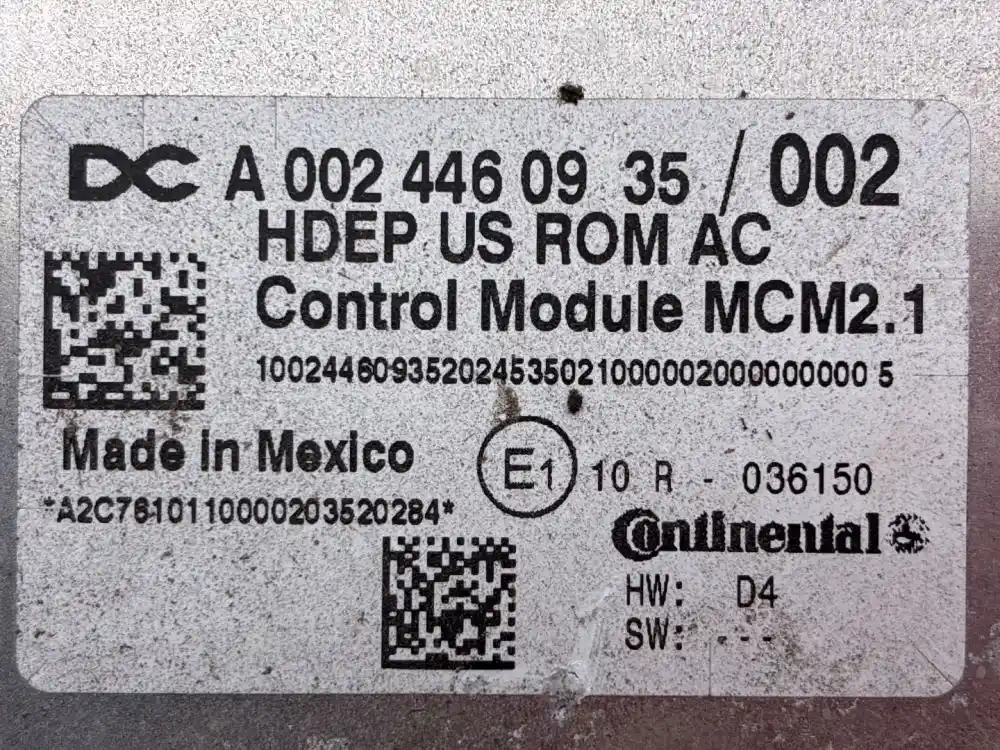 DC A 002 446 09 35 / 002
HDEP US ROM AC
Control Module MCM2.1
100244609352024535021000002000000000 5
Made in Mexico
E1 10 R - 036150
*A2C7610110000203520284*
Continental
HW: D4
SW: ---